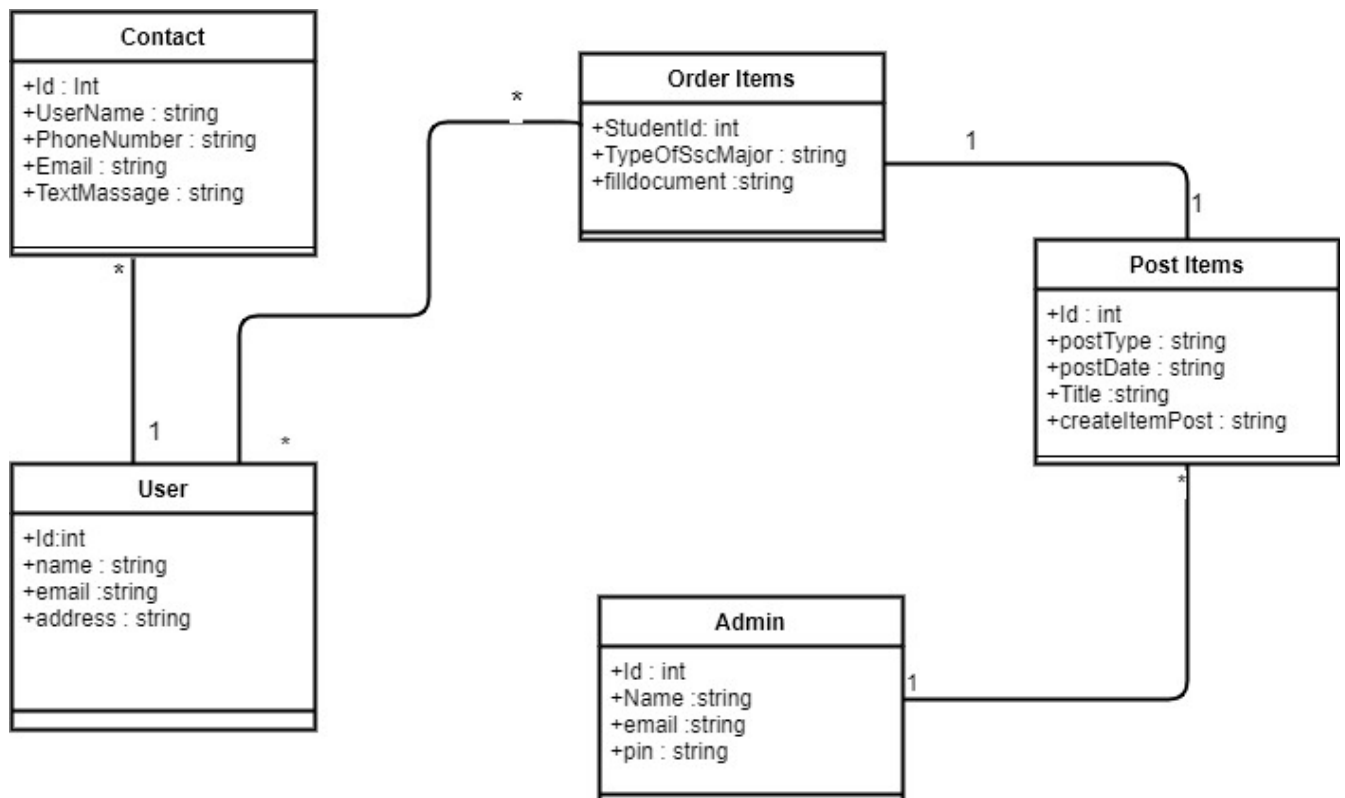 Contact
+Id : Int
+UserName : string
+PhoneNumber : string
+Email : string
+TextMassage : string
*
1
User
+Id:int
+name : string
+email :string
+address : string
*
*
Order Items
+StudentId: int
+TypeOfSscMajor : string
+filldocument :string
1
1
Post Items
+Id : int
+postType : string
+postDate : string
+Title :string
+createItemPost : string
*
Admin
+Id : int
+Name :string
+email :string
+pin : string
1